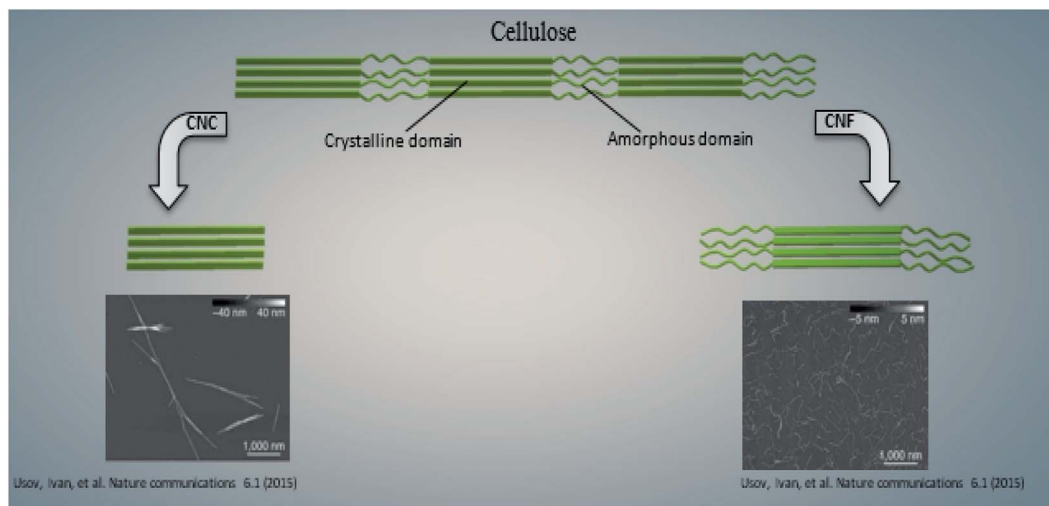 Cellulose
CNC
CNF
Crystalline domain
Amorphous domain
–40 nm 40 nm
1,000 nm
–5 nm 5 nm
1,000 nm
Usov, Ivan, et al. Nature communications 6.1 (2015)
Usov, Ivan, et al. Nature communications 6.1 (2015)